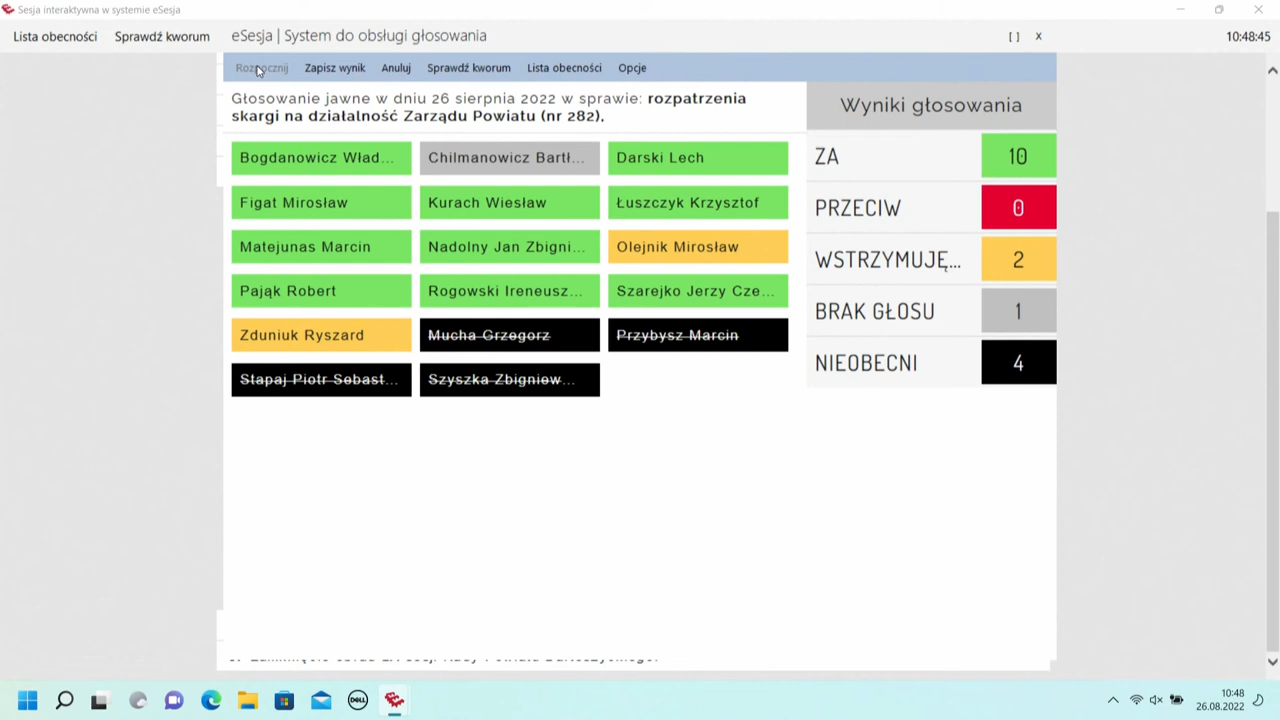 Sesja interaktywna w systemie eSesja
Lista obecności Sprawdź kworum eSesja | System do obsługi głosowania [ ] x 10:48:45
Rozpocznij Zapisz wynik Anuluj Sprawdź kworum Lista obecności Opcje
Głosowanie jawne w dniu 26 sierpnia 2022 w sprawie: rozpatrzenia
skargi na działalność Zarządu Powiatu (nr 282),
Wyniki głosowania
Bogdanowicz Wład... Chilmanowicz Bartł... Darski Lech
Figat Mirosław Kurach Wiesław Łuszczyk Krzysztof
Matejunas Marcin Nadolny Jan Zbigni... Olejnik Mirosław
Pająk Robert Rogowski Ireneusz... Szarejko Jerzy Cze...
Zduniuk Ryszard Mucha Grzegorz Przybysz Marcin
Stapaj Piotr Sebast... Szyszka Zbigniew...
ZA 10
PRZECIW 0
WSTRZYMUJĘ... 2
BRAK GŁOSU 1
NIEOBECNI 4
DELL
10:48
26.08.2022